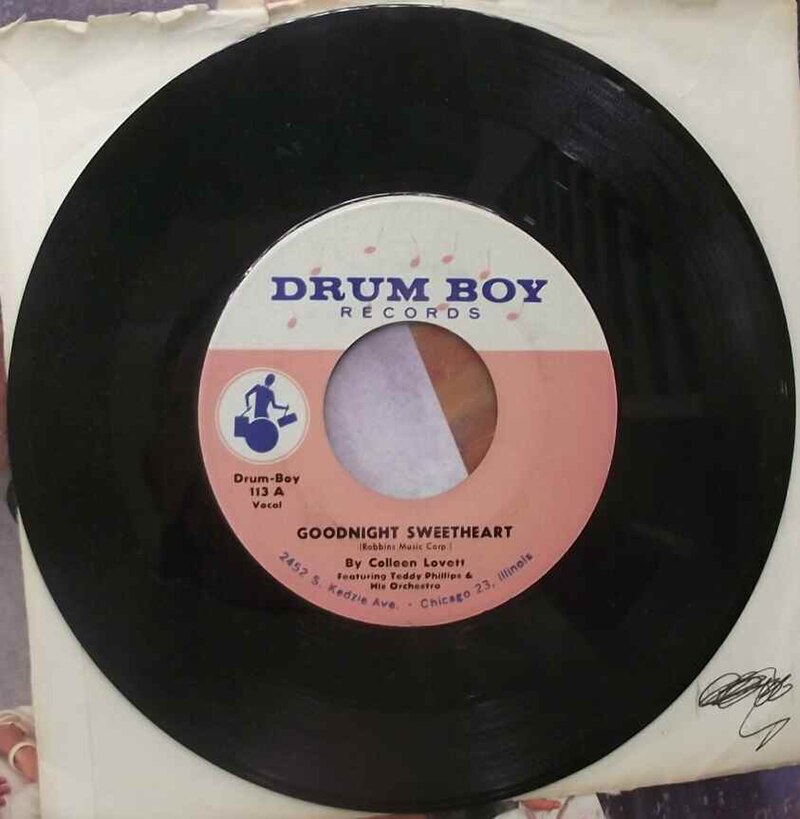 DRUM BOY
RECORDS
Drum-Boy
113 A
Vocal
GOODNIGHT SWEETHEART
(Robbins Music Corp.)
By Colleen Lovett
Featuring Teddy Phillips &
His Orchestra
2452 S. Kedzie Ave. - Chicago 23, Illinois